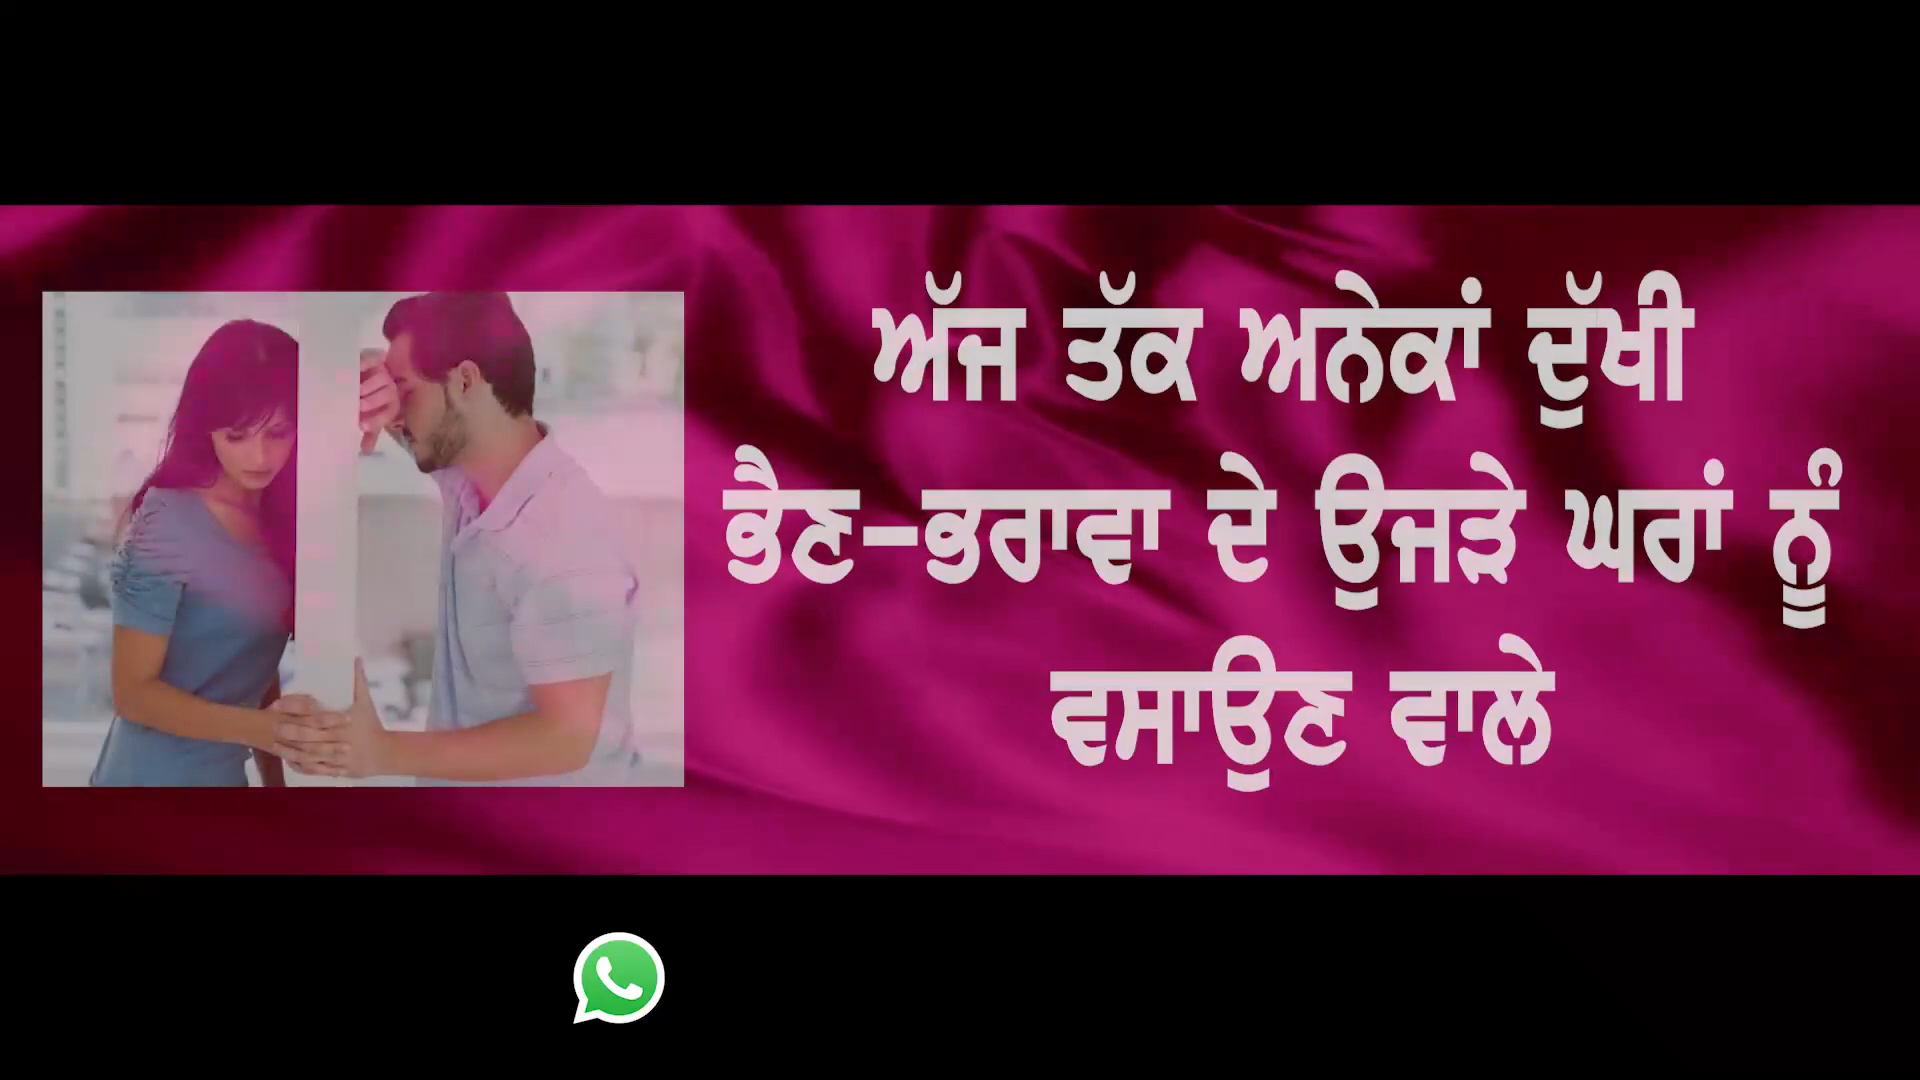 ਅੱਜ ਤੱਕ ਅਨੇਕਾਂ ਦੁੱਖੀ
ਭੈਣ-ਭਰਾਵਾ ਦੇ ਉਜੜੇ ਘਰਾਂ ਨੂੰ
ਵਸਾਉਣ ਵਾਲੇ